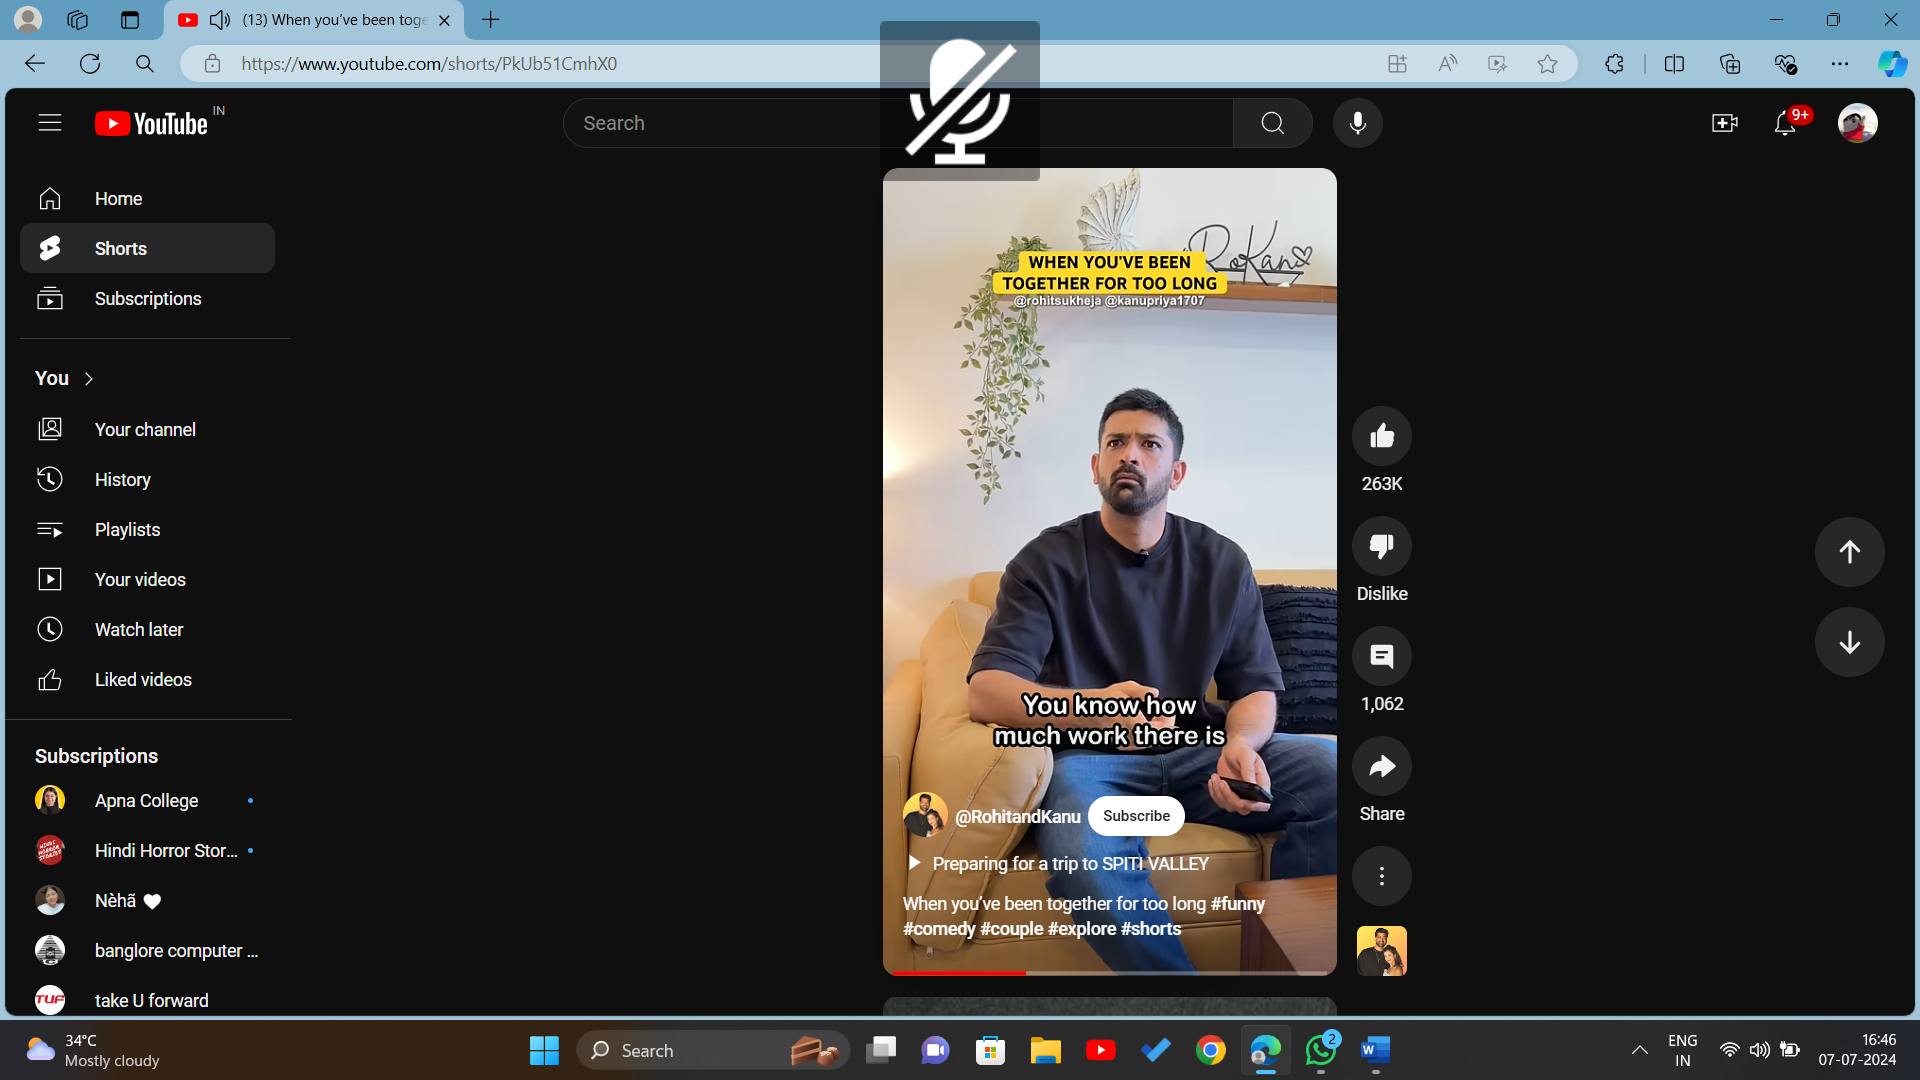 (13) When you've been toge
https://www.youtube.com/shorts/PkUb51CmhX0
YouTube IN
Search
9+
Home
Shorts
Subscriptions
You
Your channel
History
Playlists
Your videos
Watch later
Liked videos
Subscriptions
Apna College
Hindi Horror Stor...
Nèhã
banglore computer ...
TUF
take U forward
RoKan
WHEN YOU'VE BEEN
TOGETHER FOR TOO LONG
@rohitsukheja @kanupriya1707
You know how
much work there is
@RohitandKanu
Subscribe
Preparing for a trip to SPITI VALLEY
When you've been together for too long #funny
#comedy #couple #explore #shorts
263K
Dislike
1,062
Share
34°C
Mostly cloudy
Search
2
W
ENG
IN
16:46
07-07-2024